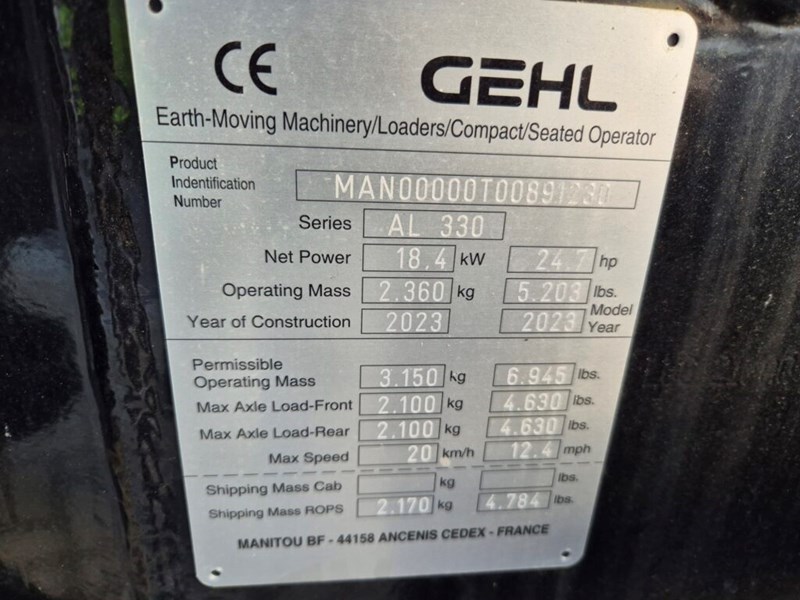 CE GEHL
Earth-Moving Machinery/Loaders/Compact/Seated Operator
Product
Indentification
Number
MAN00000T00891230
Series AL 330
Net Power 18.4 kW 24.7 hp
Operating Mass 2.360 kg 5.203 lbs.
Year of Construction 2023 2023 Model Year
Permissible
Operating Mass 3.150 kg 6.945 lbs.
Max Axle Load-Front 2.100 kg 4.630 lbs.
Max Axle Load-Rear 2.100 kg 4.630 lbs.
Max Speed 20 km/h 12.4 mph
Shipping Mass Cab kg lbs.
Shipping Mass ROPS 2.170 kg 4.784 lbs.
MANITOU BF - 44158 ANCENIS CEDEX - FRANCE